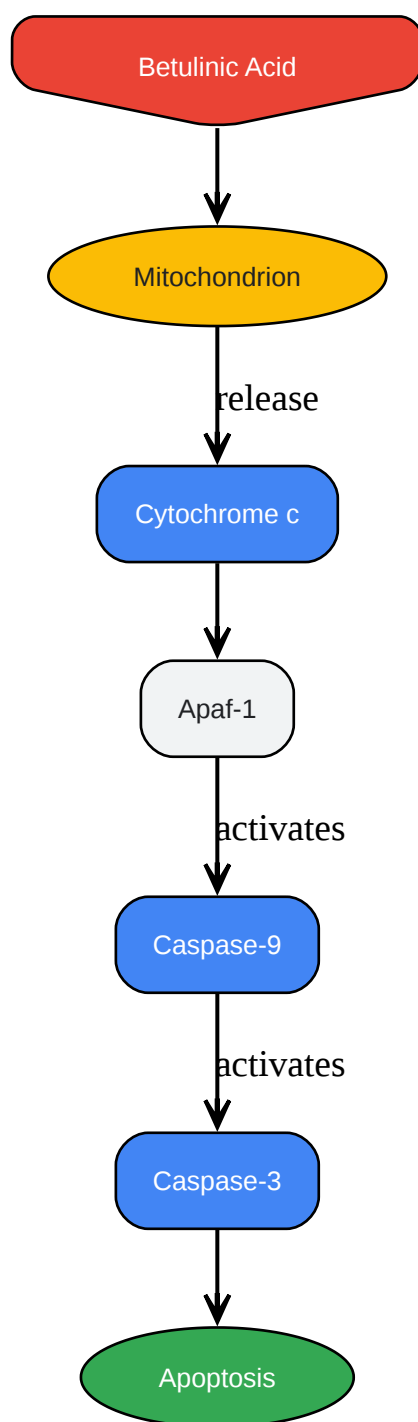 Betulinic Acid
Mitochondrion
release
Cytochrome c
Apaf-1
activates
Caspase-9
activates
Caspase-3
Apoptosis